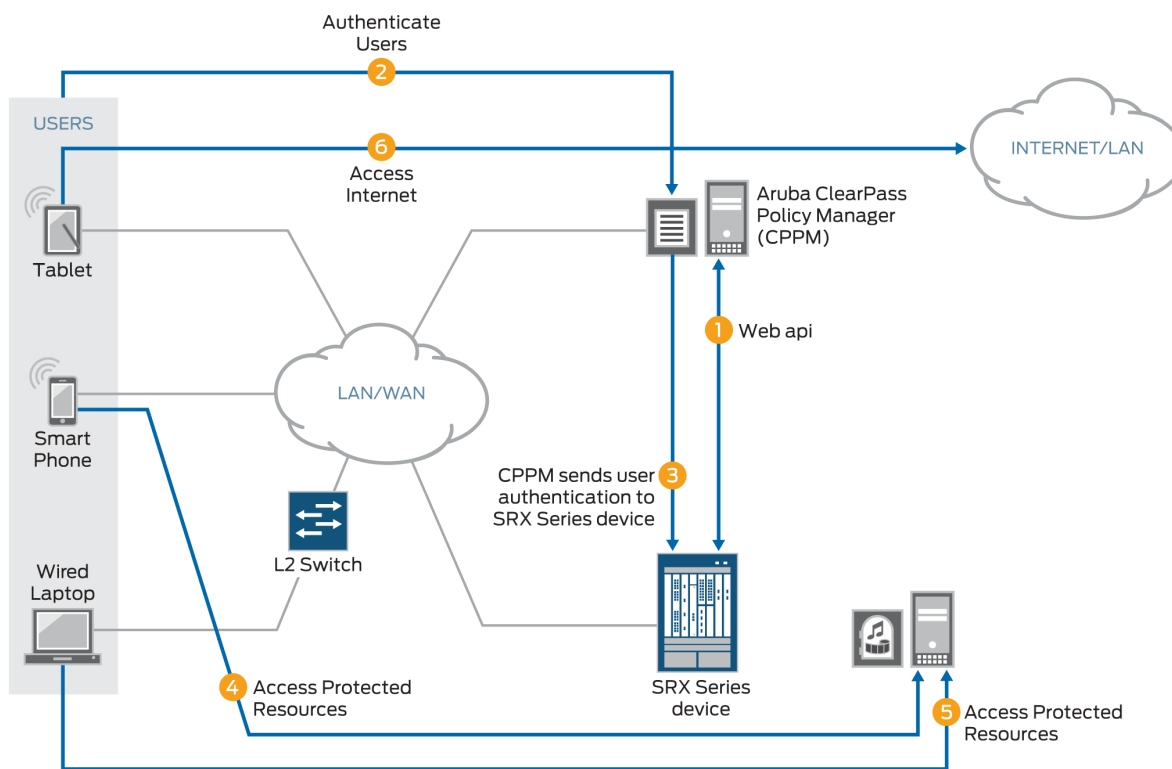 Authenticate
Users
2
USERS
6
Access
Internet
INTERNET/LAN
Aruba ClearPass
Policy Manager
(CPPM)
Tablet
1 Web api
LAN/WAN
Smart
Phone
CPPM sends user
authentication to
SRX Series device
3
L2 Switch
Wired
Laptop
4 Access Protected
Resources
SRX Series
device
5 Access Protected
Resources